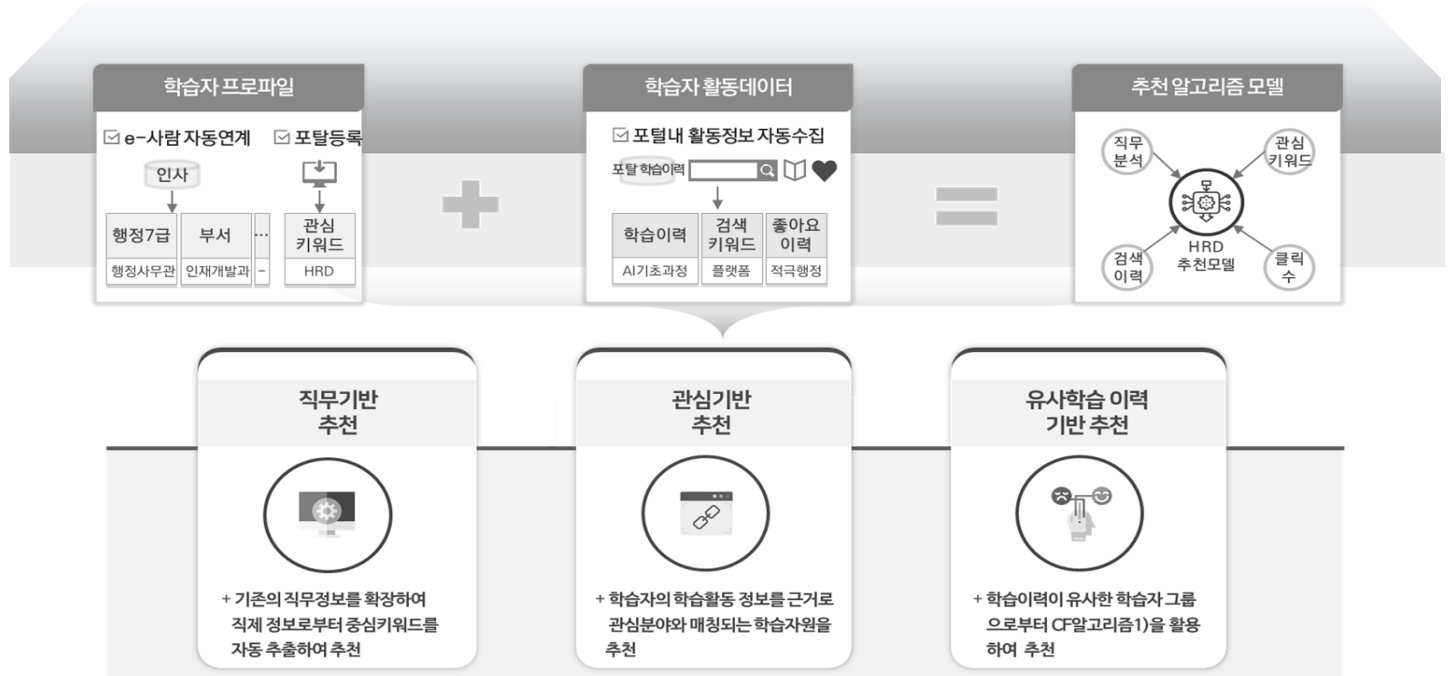 학습자 프로파일
e-사람 자동연계
포탈등록
인사
행정7급
부서
...
관심
키워드
행정사무관
인재개발과
-
HRD
학습자 활동데이터
포털내 활동정보 자동수집
포탈 학습이력
학습이력
검색
키워드
좋아요
이력
AI기초과정
플랫폼
적극행정
추천 알고리즘 모델
직무
분석
관심
키워드
HRD
추천모델
검색
이력
클릭
수
직무기반
추천
+ 기존의 직무정보를 확장하여
직제 정보로부터 중심키워드를
자동 추출하여 추천
관심기반
추천
+ 학습자의 학습활동 정보를 근거로
관심분야와 매칭되는 학습자원을
추천
유사학습 이력
기반 추천
+ 학습이력이 유사한 학습자 그룹
으로부터 CF알고리즘1)을 활용
하여 추천